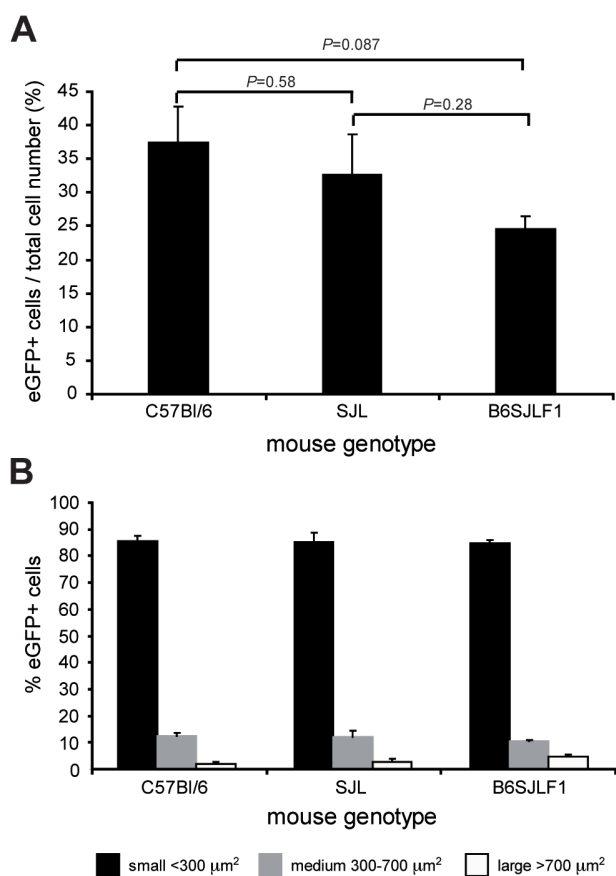 A
P=0.087
P=0.58
P=0.28
45
40
35
30
25
20
15
10
5
0
eGFP+ cells / total cell number (%)
C57Bl/6 SJL B6SJLF1
mouse genotype
B
100
90
80
70
60
50
40
30
20
10
0
% eGFP+ cells
C57Bl/6 SJL B6SJLF1
mouse genotype
small <300 µm² medium 300-700 µm² large >700 µm²